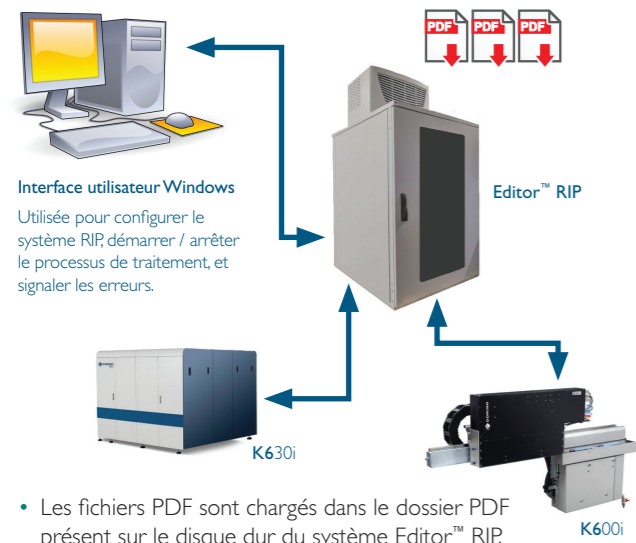 PDF PDF PDF
Interface utilisateur Windows
Utilisée pour configurer le
système RIP, démarrer / arrêter
le processus de traitement, et
signaler les erreurs.
Editor™ RIP
K630i
DOMINO
K600i
• Les fichiers PDF sont chargés dans le dossier PDF
présent sur le disque dur du système Editor™ RIP.